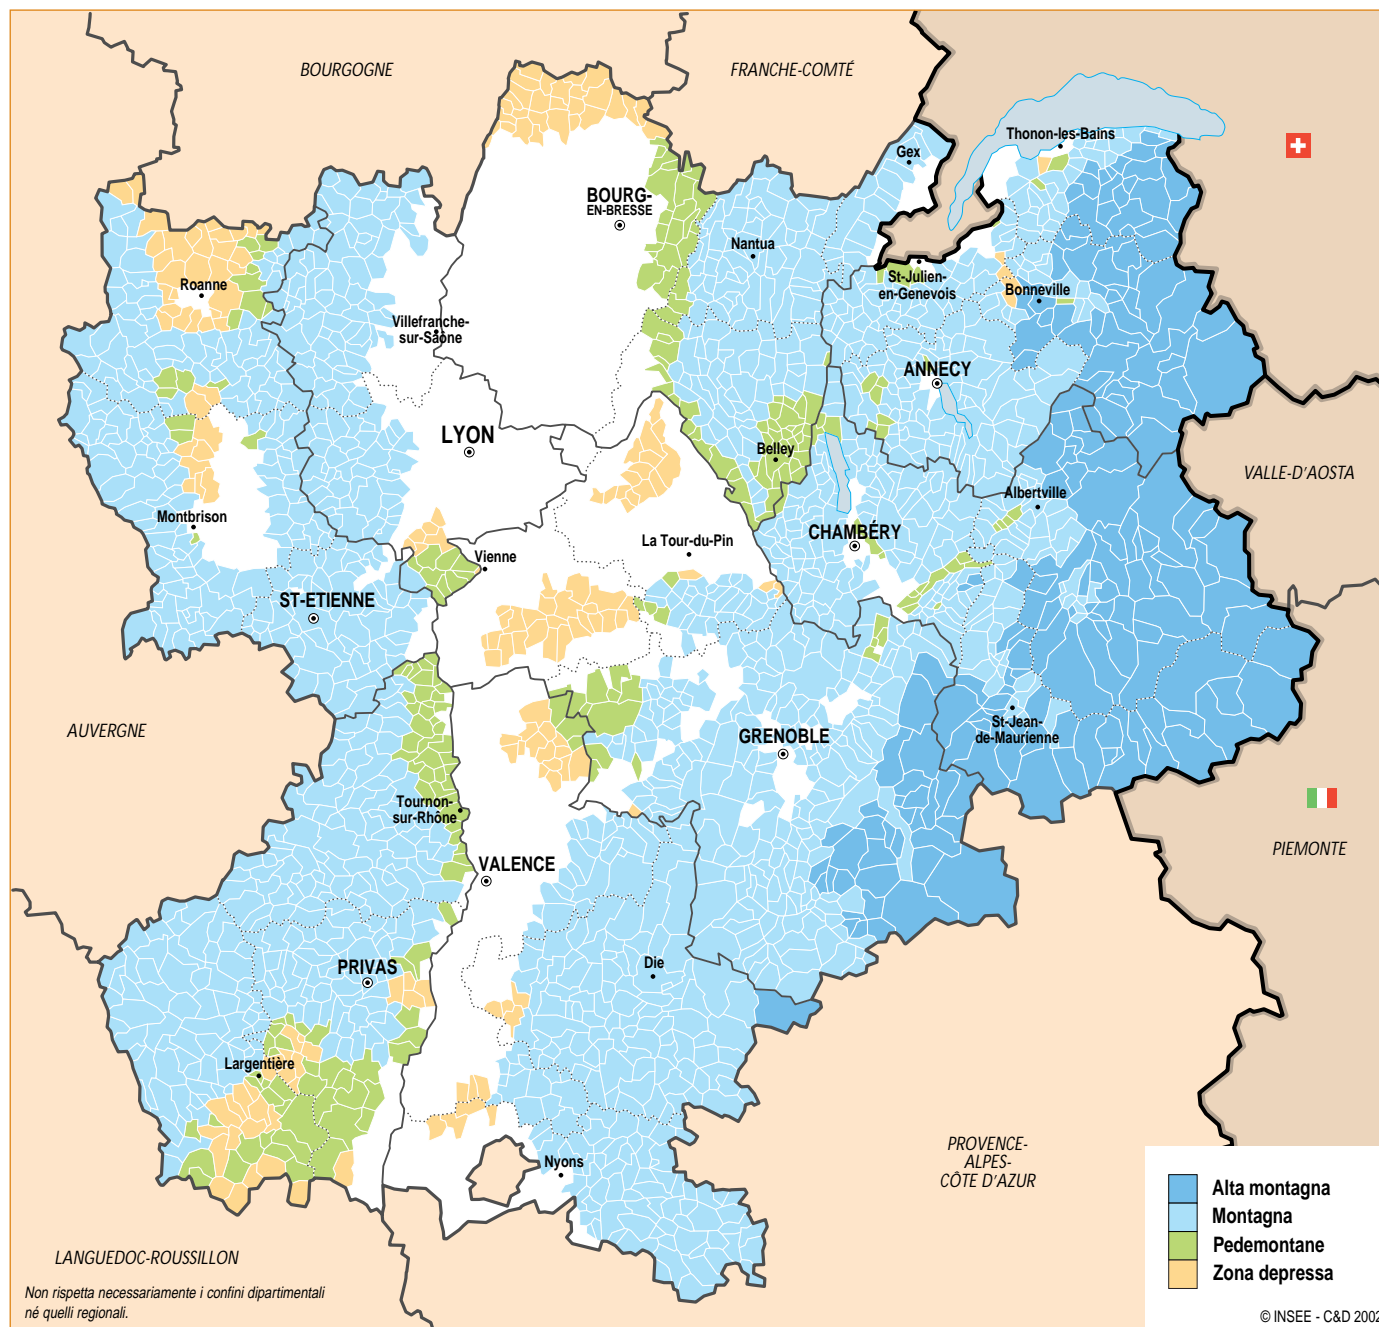 BOURGOGNE
FRANCHE-COMTÉ
Thonon-les-Bains
Gex
BOURG-
EN-BRESSE
Nantua
Roanne
St-Julien-
en-Genevois
Bonneville
Villefranche-
sur-Saône
ANNECY
LYON
Belley
VALLE-D'AOSTA
Albertville
Montbrison
CHAMBÉRY
La Tour-du-Pin
Vienne
ST-ETIENNE
AUVERGNE
St-Jean-
de-Maurienne
GRENOBLE
Tournon-
sur-Rhône
PIEMONTE
VALENCE
PRIVAS
Die
Largentière
PROVENCE-
ALPES-
CÔTE D'AZUR
Nyons
LANGUEDOC-ROUSSILLON
Non rispetta necessariamente i confini dipartimentali
né quelli regionali.
Alta montagna
Montagna
Pedemontane
Zona depressa
© INSEE - C&D 2002